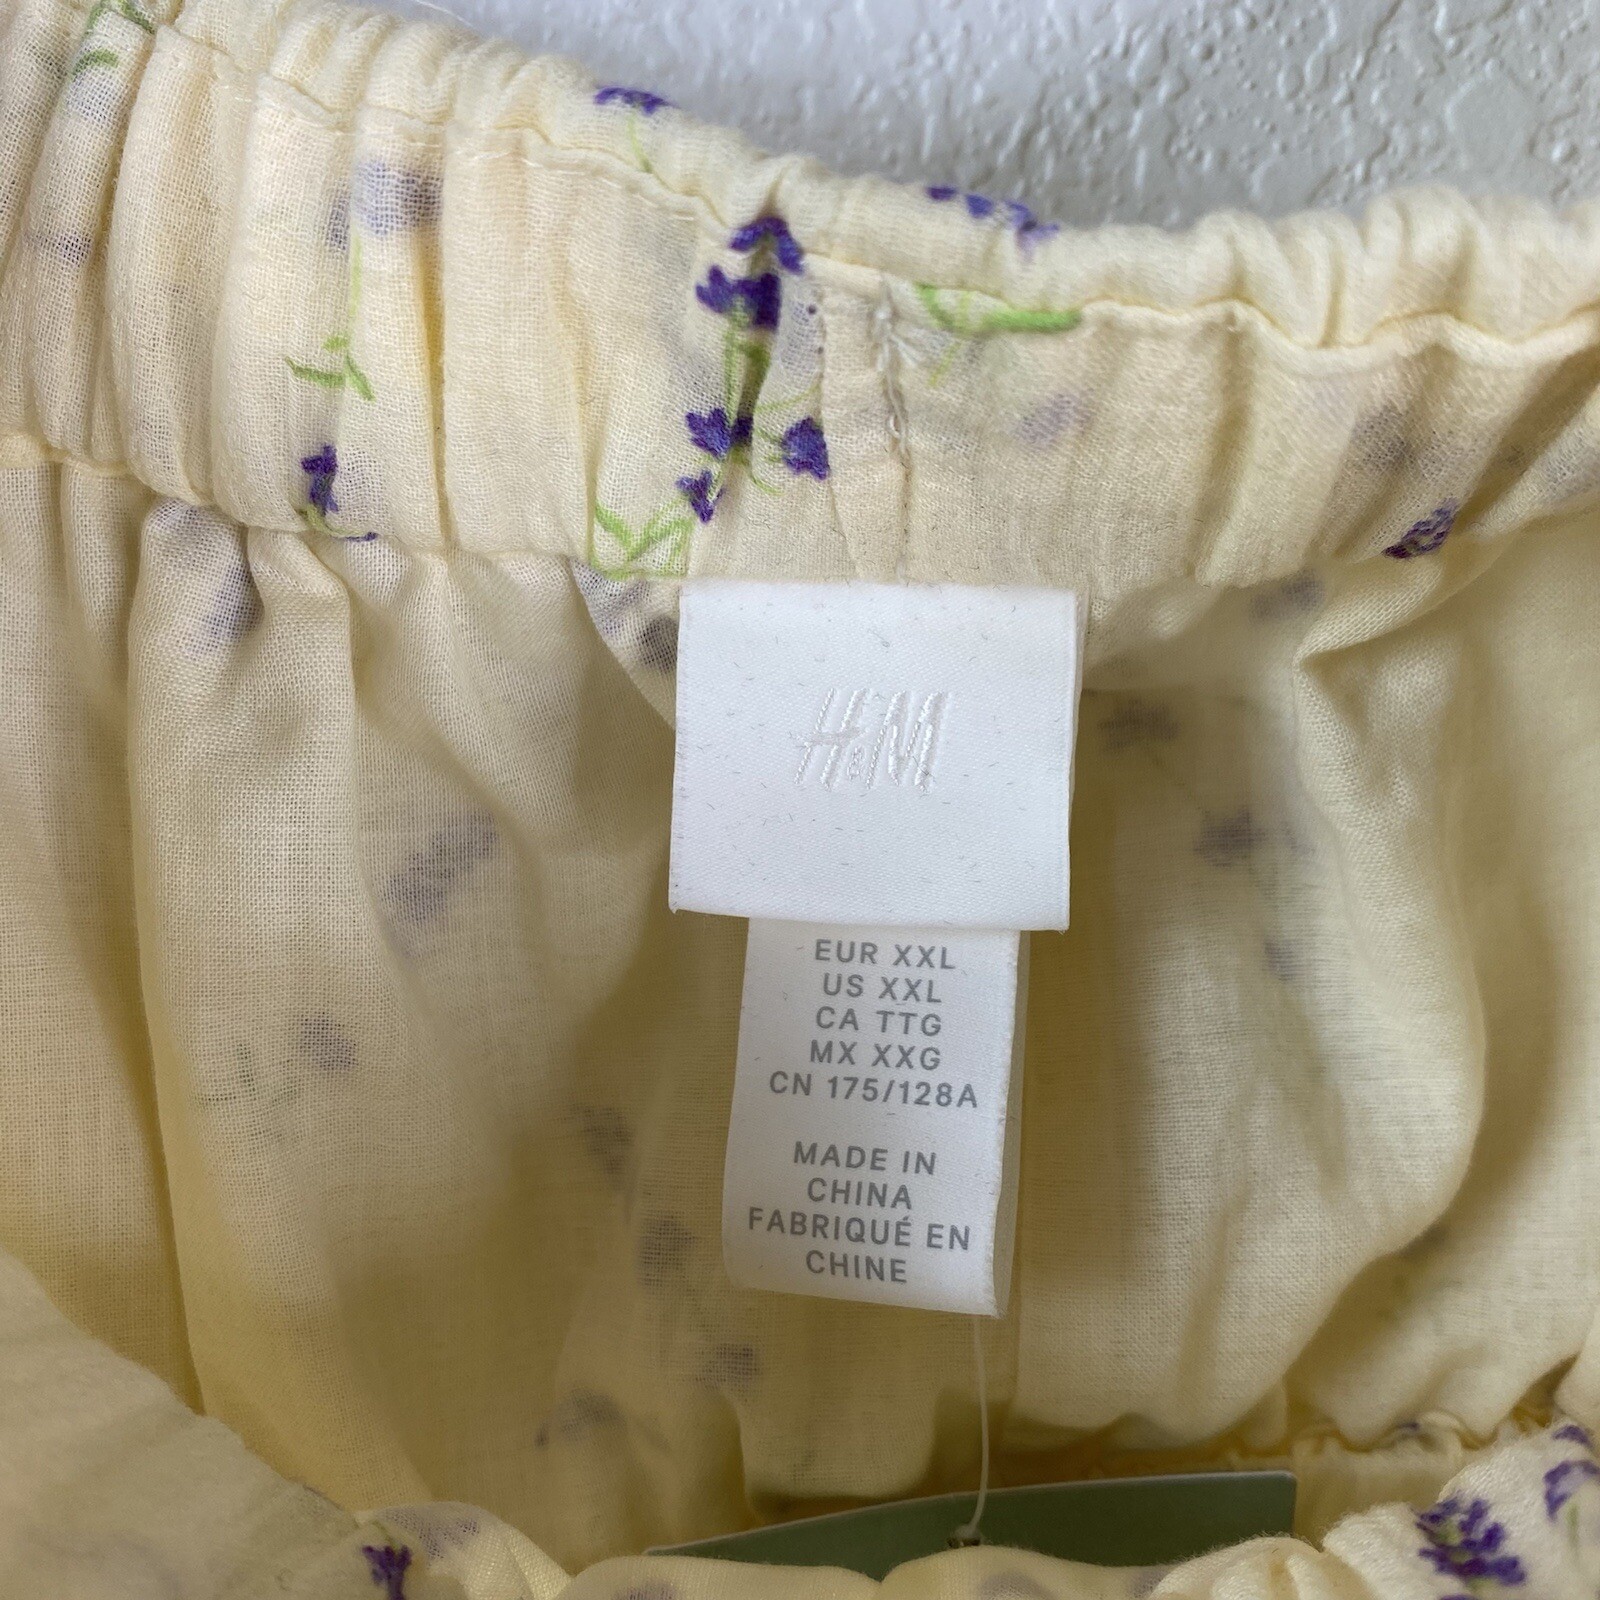 H&M
EUR XXL
US XXL
CA TTG
MX XXG
CN 175/128A
MADE IN
CHINA
FABRIQUÉ EN
CHINE